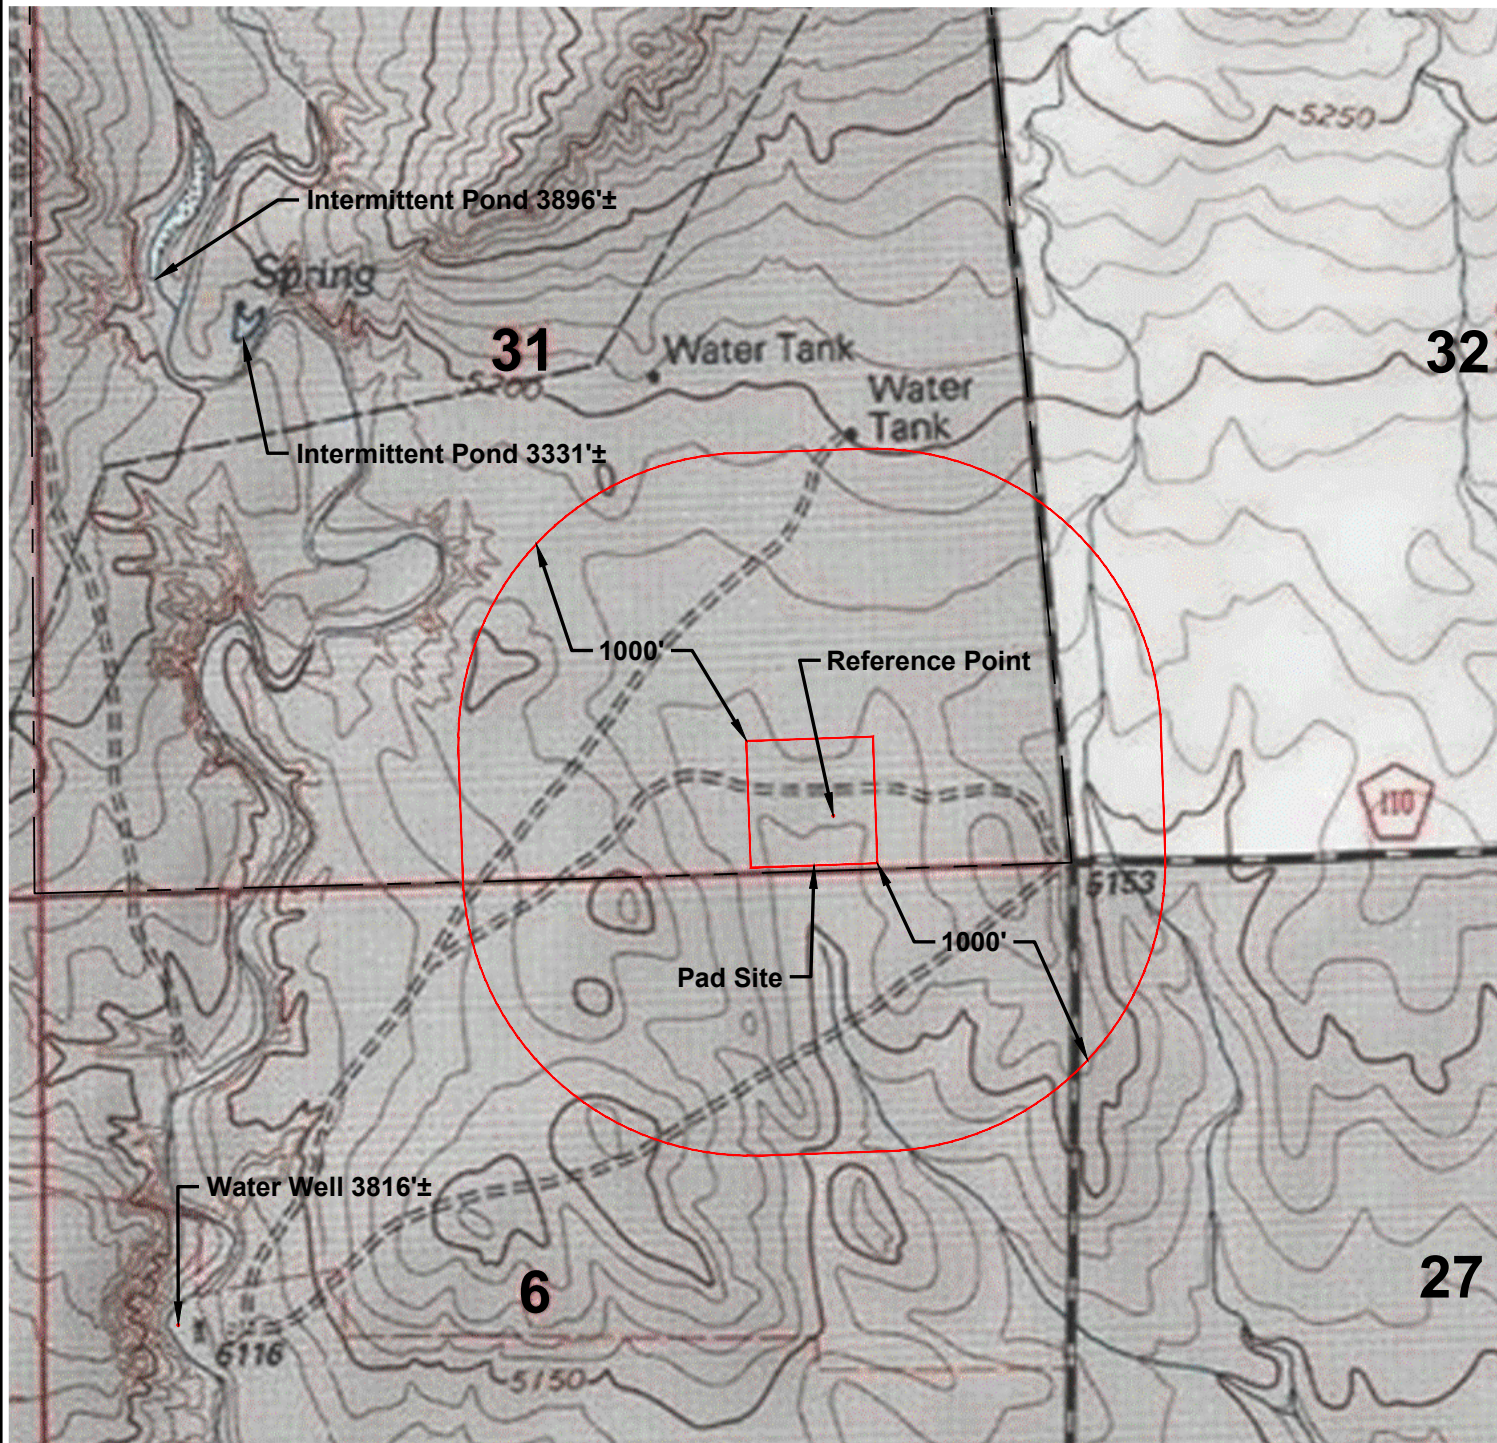 5250
Intermittent Pond 3896'±
Spring
31
Water Tank
32
5200
Water
Tank
Intermittent Pond 3331'±
1000'
Reference Point
110
5153
1000'
Pad Site
Water Well 3816'±
6
27
5116
5150